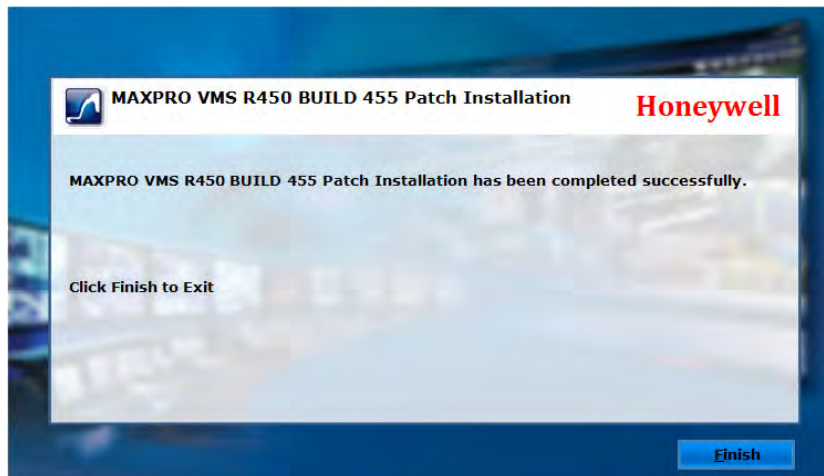 MAXPRO VMS R450 BUILD 455 Patch Installation
Honeywell
MAXPRO VMS R450 BUILD 455 Patch Installation has been completed successfully.
Click Finish to Exit
Finish